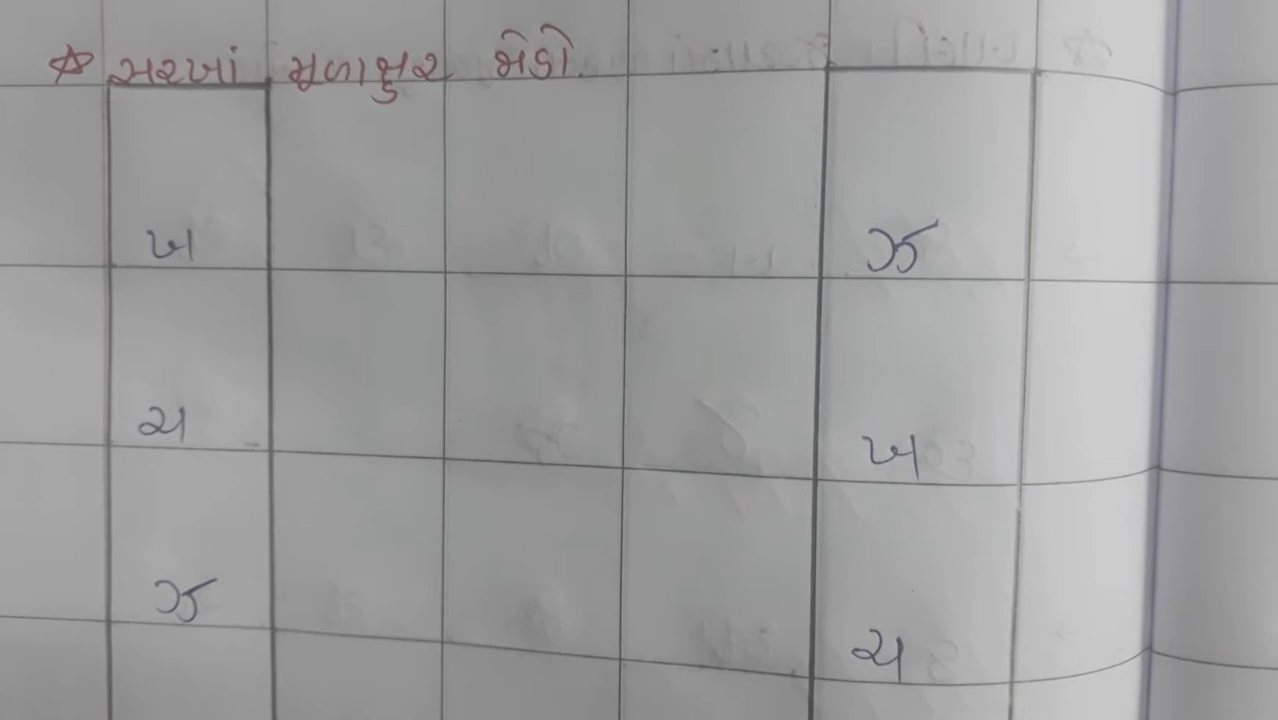 ☆ સરખાં મૂળાક્ષર જોડો
ખ ઝ
ચ ખ
ઝ ચ